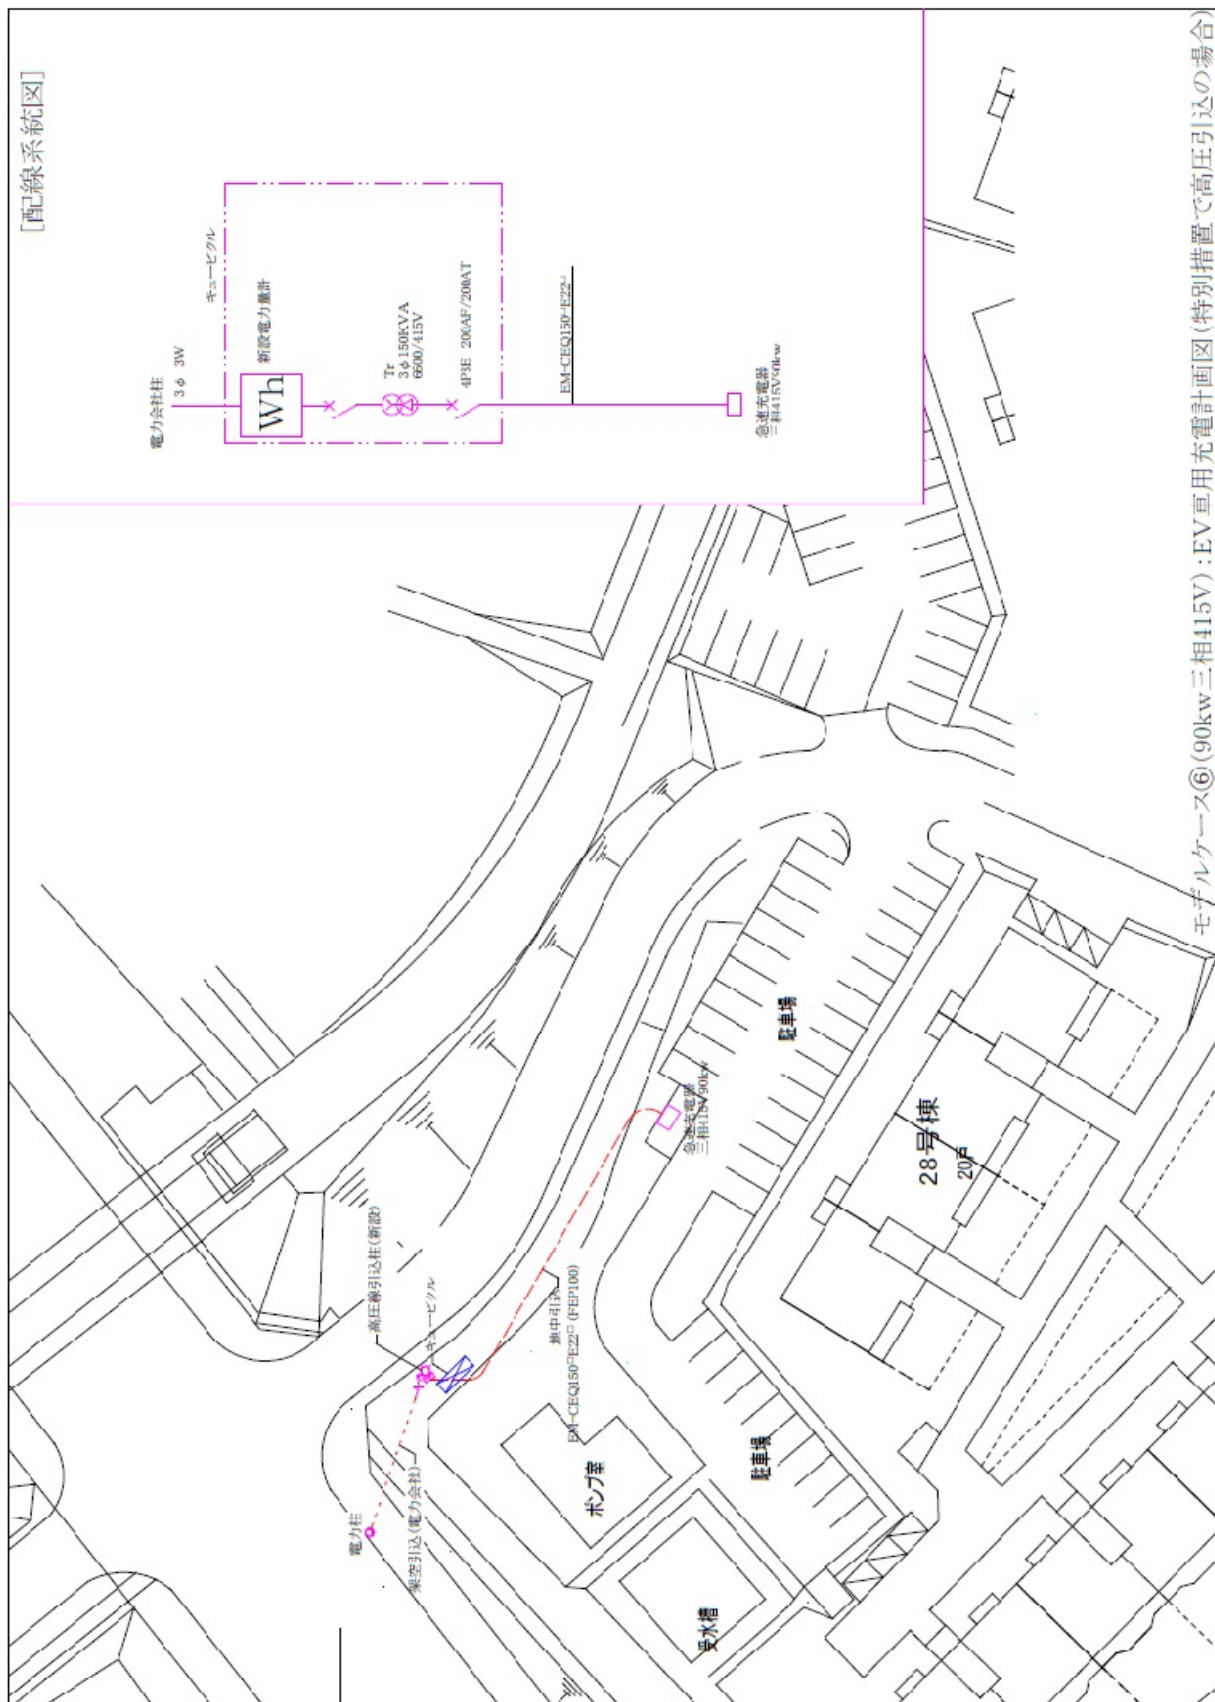 [配線系統図]
電力会社柱
3φ 3W
キュービクル
Wh
新設電力量計
Tr
3φ150KVA
6600/415V
4P3E 200AF/200AT
EM-CEQ150□E22□
急速充電器
三相415V90kw
高圧線引込柱(新設)
キュービクル
電力柱
架空引込(電力会社)
地中引込
EM-CEQ150□E22□(FEP100)
急速充電器
三相415V90kw
駐車場
28号棟
20戸
ポンプ室
駐車場
受水槽
モデルケース⑥(90kw三相415V):EV車用充電計画図(特別措置で高圧引込の場合)